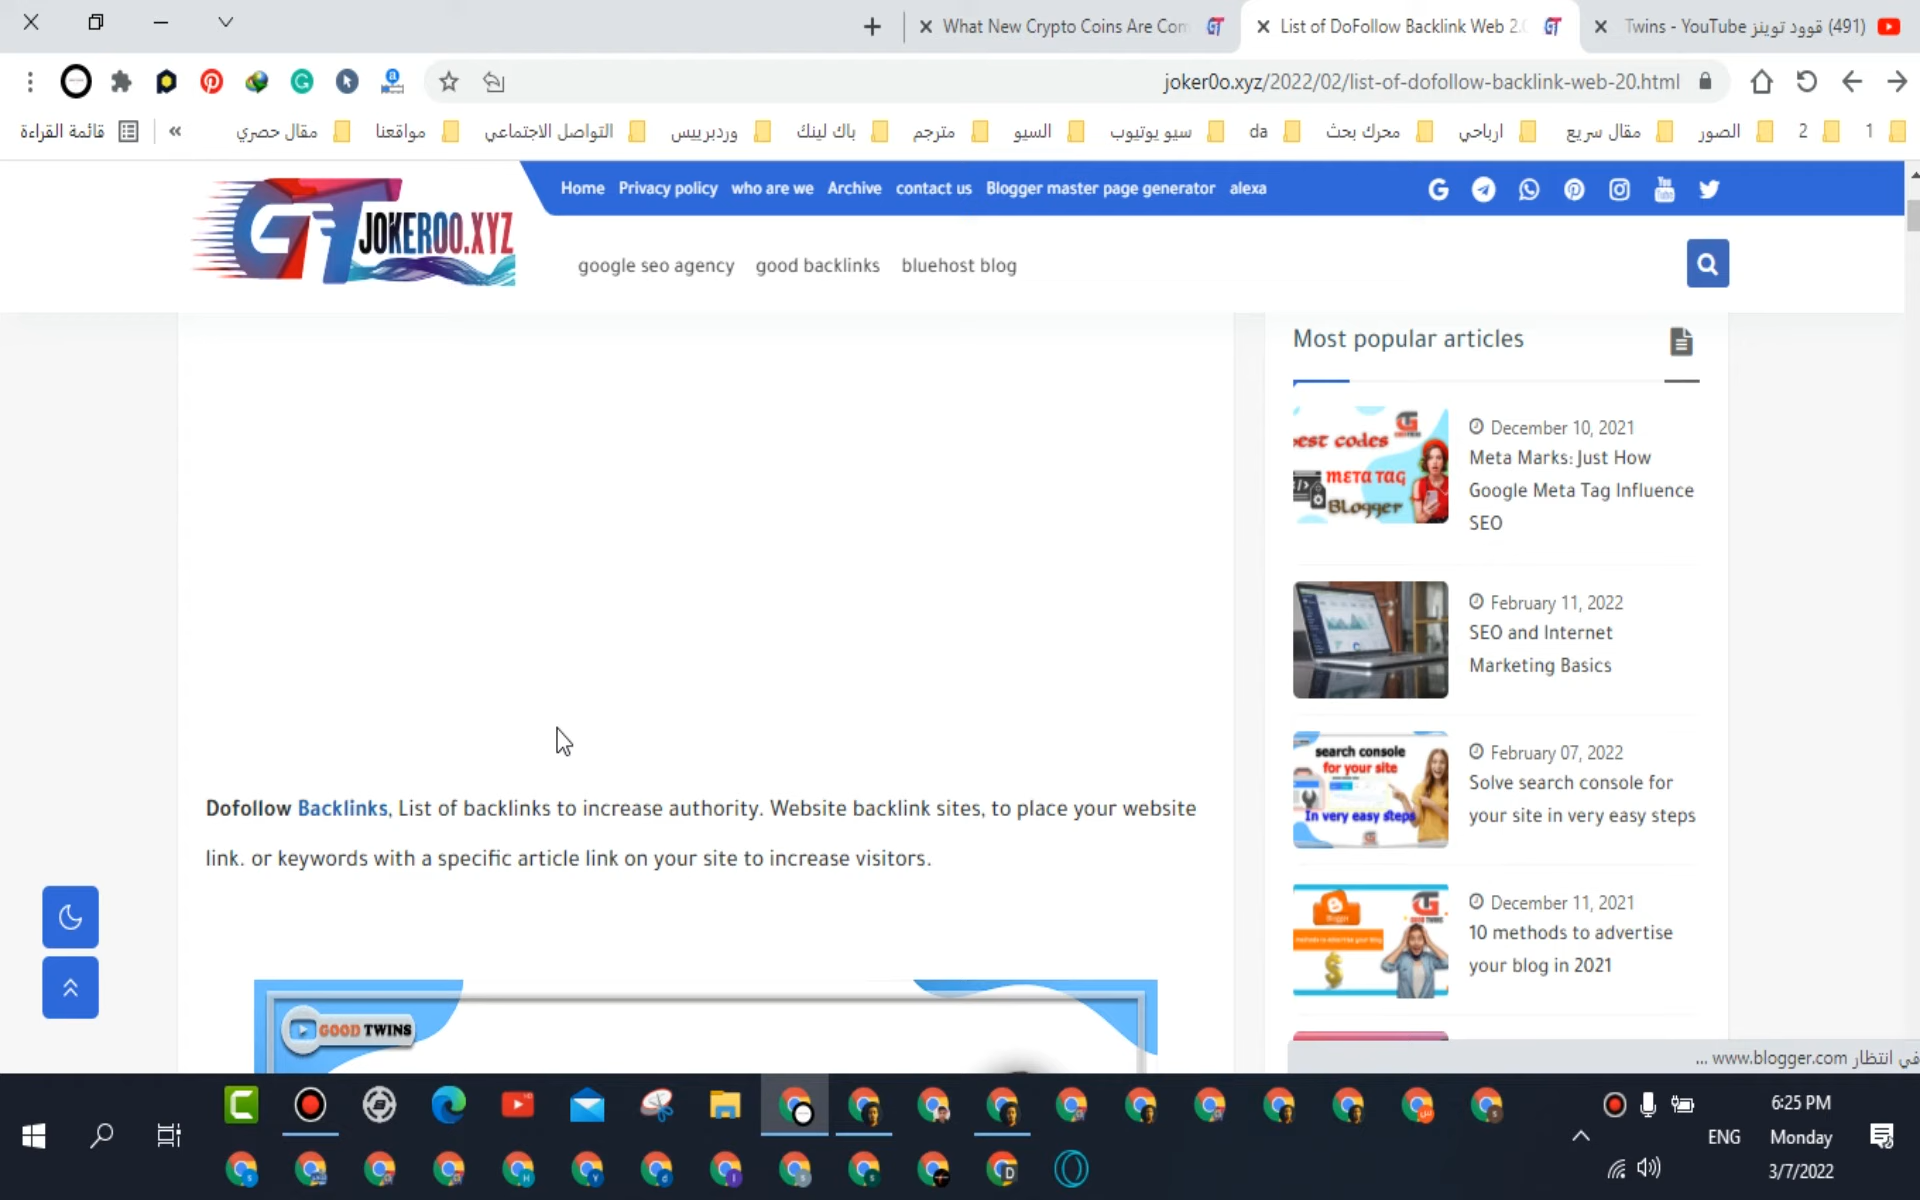 What New Crypto Coins Are Com
List of DoFollow Backlink Web 2.
(491) قوود توينز Twins - YouTube
joker0o.xyz/2022/02/list-of-dofollow-backlink-web-20.html
1
2
الصور
مقال سريع
ارباحي
محرك بحث
da
سيو يوتيوب
السيو
مترجم
باك لينك
وردبرييس
التواصل الاجتماعي
مواقعنا
مقال حصري
«
قائمة القراءة
GT JOKEROO.XYZ
Home Privacy policy who are we Archive contact us Blogger master page generator alexa
google seo agency good backlinks bluehost blog
Most popular articles
December 10, 2021
Meta Marks: Just How
Google Meta Tag Influence
SEO
est codes
META TAG
Blogger
February 11, 2022
SEO and Internet
Marketing Basics
February 07, 2022
Solve search console for
your site in very easy steps
search console
for your site
In very easy steps
December 11, 2021
10 methods to advertise
your blog in 2021
Dofollow Backlinks, List of backlinks to increase authority. Website backlink sites, to place your website
link. or keywords with a specific article link on your site to increase visitors.
GOOD TWINS
في انتظار www.blogger.com ...
6:25 PM
ENG
Monday
3/7/2022